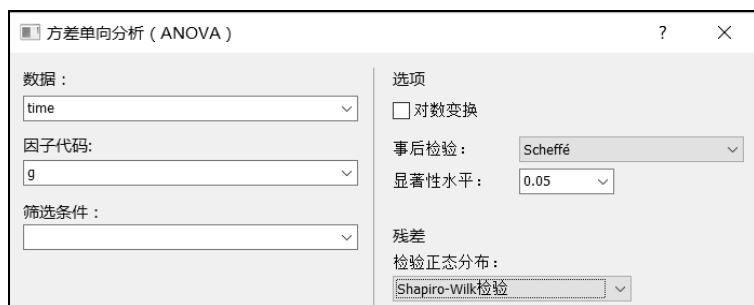 方差单向分析（ANOVA）
?
数据：
time
因子代码:
g
筛选条件：
选项
对数变换
事后检验： Scheffé
显著性水平： 0.05
残差
检验正态分布：
Shapiro-Wilk检验